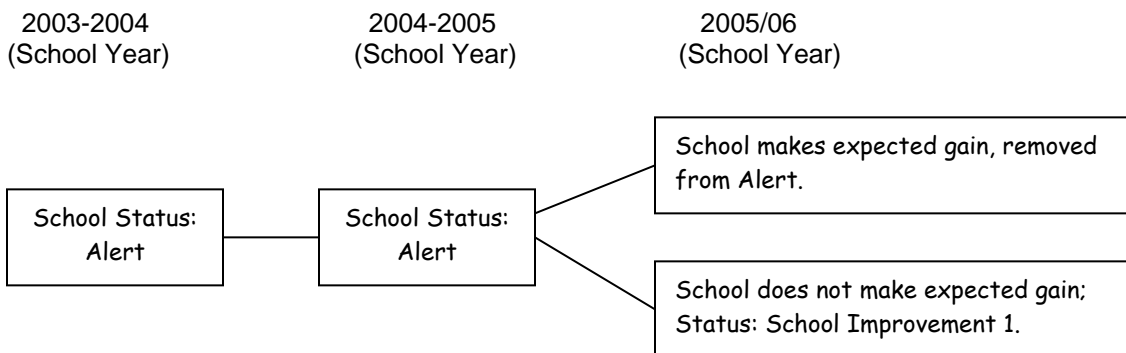 2003-2004
(School Year)
2004-2005
(School Year)
2005/06
(School Year)
School Status:
Alert
School Status:
Alert
School makes expected gain, removed
from Alert.
School does not make expected gain;
Status: School Improvement 1.